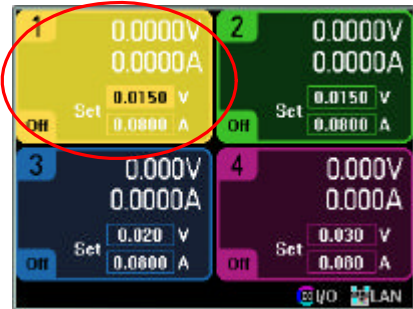 1 0.0000V
0.0000A
Set 0.0150 V
Off 0.0800 A
2 0.0000V
0.0000A
Set 0.0150 V
Off 0.0800 A
3 0.000V
0.0000A
Set 0.020 V
Off 0.0800 A
4 0.000V
0.000A
Set 0.030 V
Off 0.080 A
I/O LAN